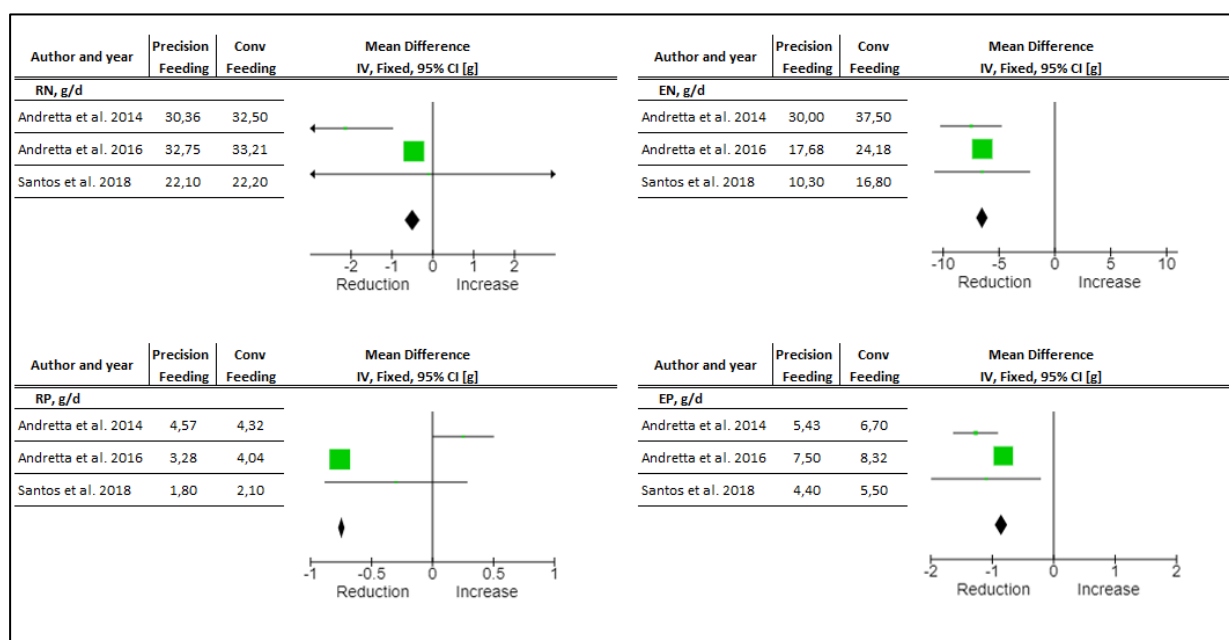 Author and year Precision Feeding Conv Feeding Mean Difference IV, Fixed, 95% CI [g]
RN, g/d
Andretta et al. 2014 30,36 32,50
Andretta et al. 2016 32,75 33,21
Santos et al. 2018 22,10 22,20
-2 -1 0 1 2
Reduction Increase
Author and year Precision Feeding Conv Feeding Mean Difference IV, Fixed, 95% CI [g]
EN, g/d
Andretta et al. 2014 30,00 37,50
Andretta et al. 2016 17,68 24,18
Santos et al. 2018 10,30 16,80
-10 -5 0 5 10
Reduction Increase
Author and year Precision Feeding Conv Feeding Mean Difference IV, Fixed, 95% CI [g]
RP, g/d
Andretta et al. 2014 4,57 4,32
Andretta et al. 2016 3,28 4,04
Santos et al. 2018 1,80 2,10
-1 -0.5 0 0.5 1
Reduction Increase
Author and year Precision Feeding Conv Feeding Mean Difference IV, Fixed, 95% CI [g]
EP, g/d
Andretta et al. 2014 5,43 6,70
Andretta et al. 2016 7,50 8,32
Santos et al. 2018 4,40 5,50
-2 -1 0 1 2
Reduction Increase